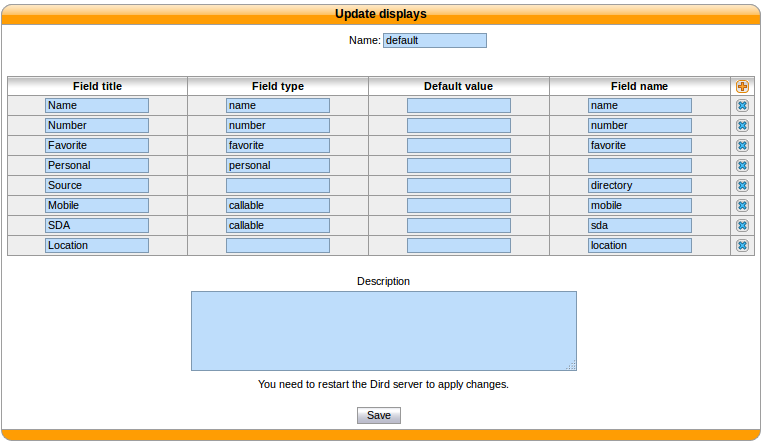 Update displays
Name: default
Field title Field type Default value Field name
Name name name
Number number number
Favorite favorite favorite
Personal personal
Source directory
Mobile callable mobile
SDA callable sda
Location location
Description
You need to restart the Dird server to apply changes.
Save